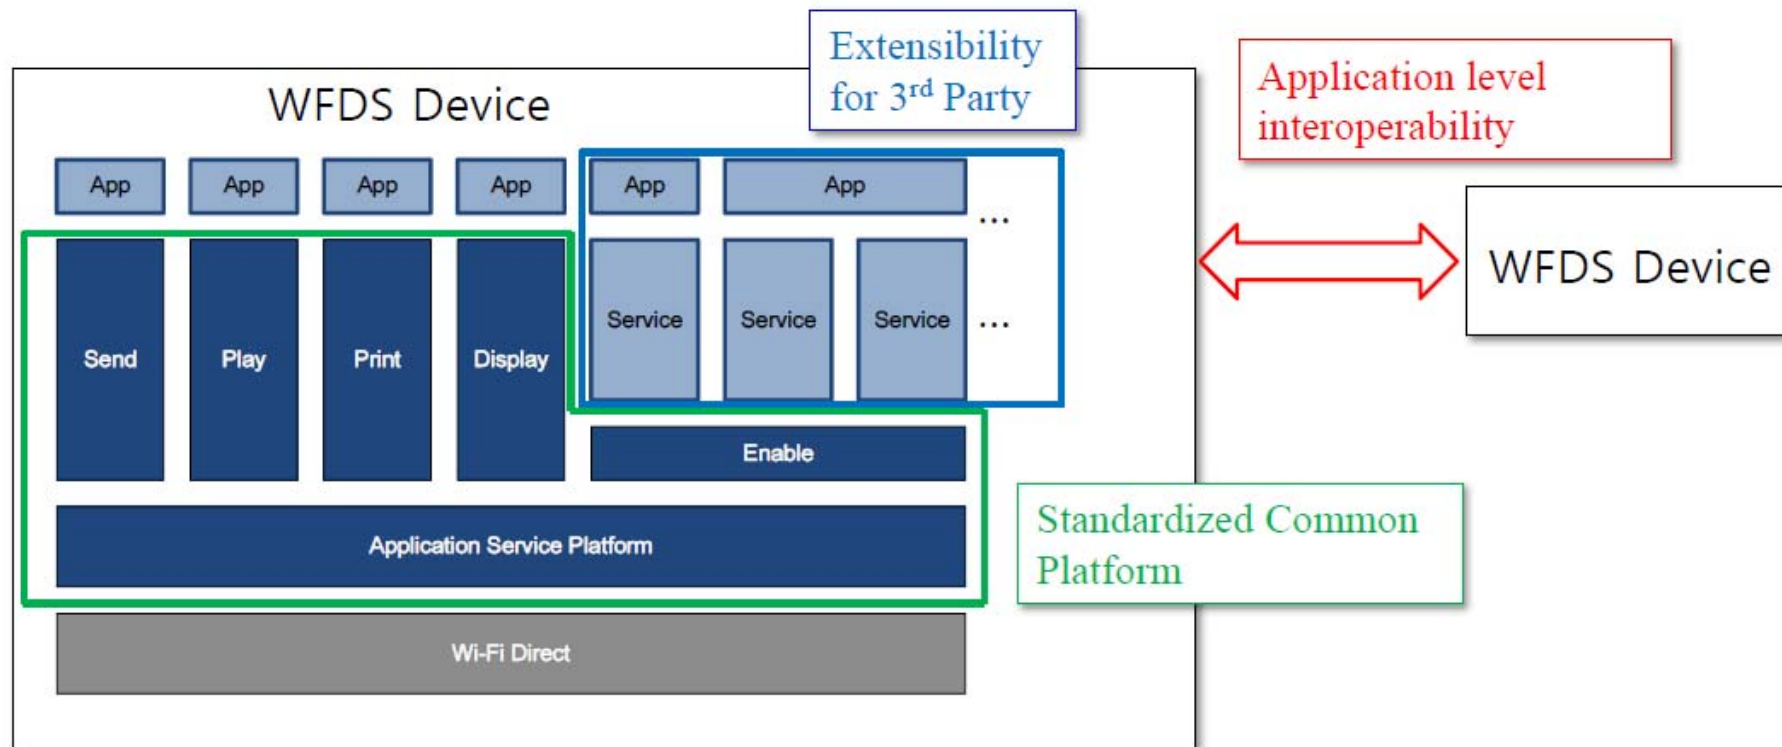 Extensibility
for 3rd Party
Application level
interoperability
WFDS Device
App
App
App
App
App
App
...
WFDS Device
Send
Play
Print
Display
Service
Service
Service
...
Enable
Standardized Common
Platform
Application Service Platform
Wi-Fi Direct